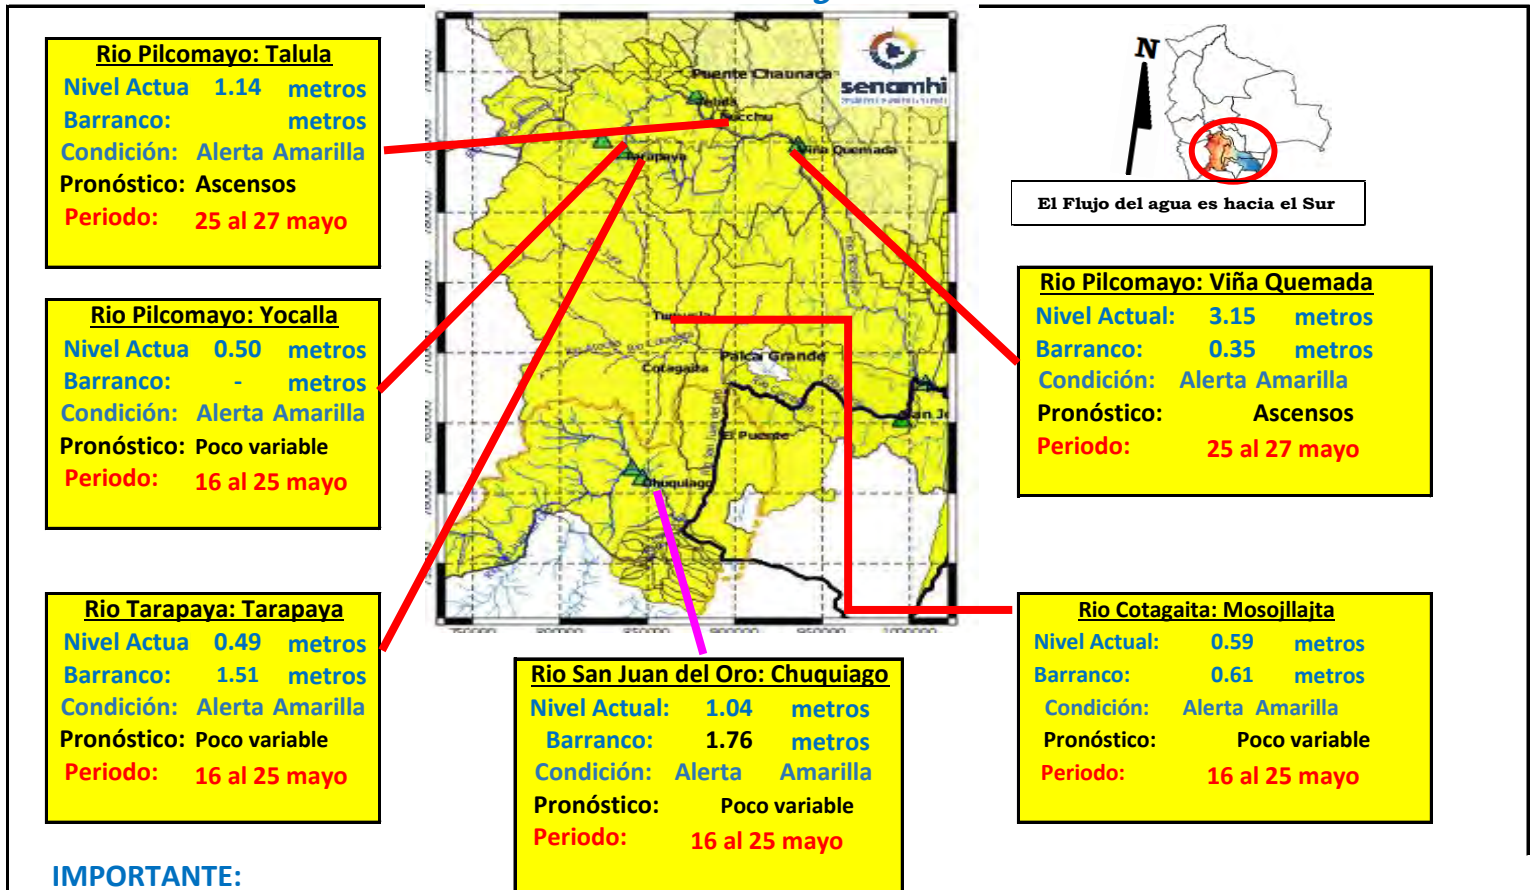 Rio Pilcomayo: Talula
Nivel Actua 1.14 metros
Barranco: metros
Condición: Alerta Amarilla
Pronóstico: Ascensos
Periodo: 25 al 27 mayo
Rio Pilcomayo: Yocalla
Nivel Actua 0.50 metros
Barranco: - metros
Condición: Alerta Amarilla
Pronóstico: Poco variable
Periodo: 16 al 25 mayo
Rio Tarapaya: Tarapaya
Nivel Actua 0.49 metros
Barranco: 1.51 metros
Condición: Alerta Amarilla
Pronóstico: Poco variable
Periodo: 16 al 25 mayo
senamhi
Puente Chaunaca
Talula
Tarapaya
Viña Quemada
Palca Grande
Cotagaita
El Puente
Chuquiago
750000 800000 850000 900000 950000 1000000
Rio San Juan del Oro: Chuquiago
Nivel Actual: 1.04 metros
Barranco: 1.76 metros
Condición: Alerta Amarilla
Pronóstico: Poco variable
Periodo: 16 al 25 mayo
N
El Flujo del agua es hacia el Sur
Rio Pilcomayo: Viña Quemada
Nivel Actual: 3.15 metros
Barranco: 0.35 metros
Condición: Alerta Amarilla
Pronóstico: Ascensos
Periodo: 25 al 27 mayo
Rio Cotagaita: Mosojllajta
Nivel Actual: 0.59 metros
Barranco: 0.61 metros
Condición: Alerta Amarilla
Pronóstico: Poco variable
Periodo: 16 al 25 mayo
IMPORTANTE: